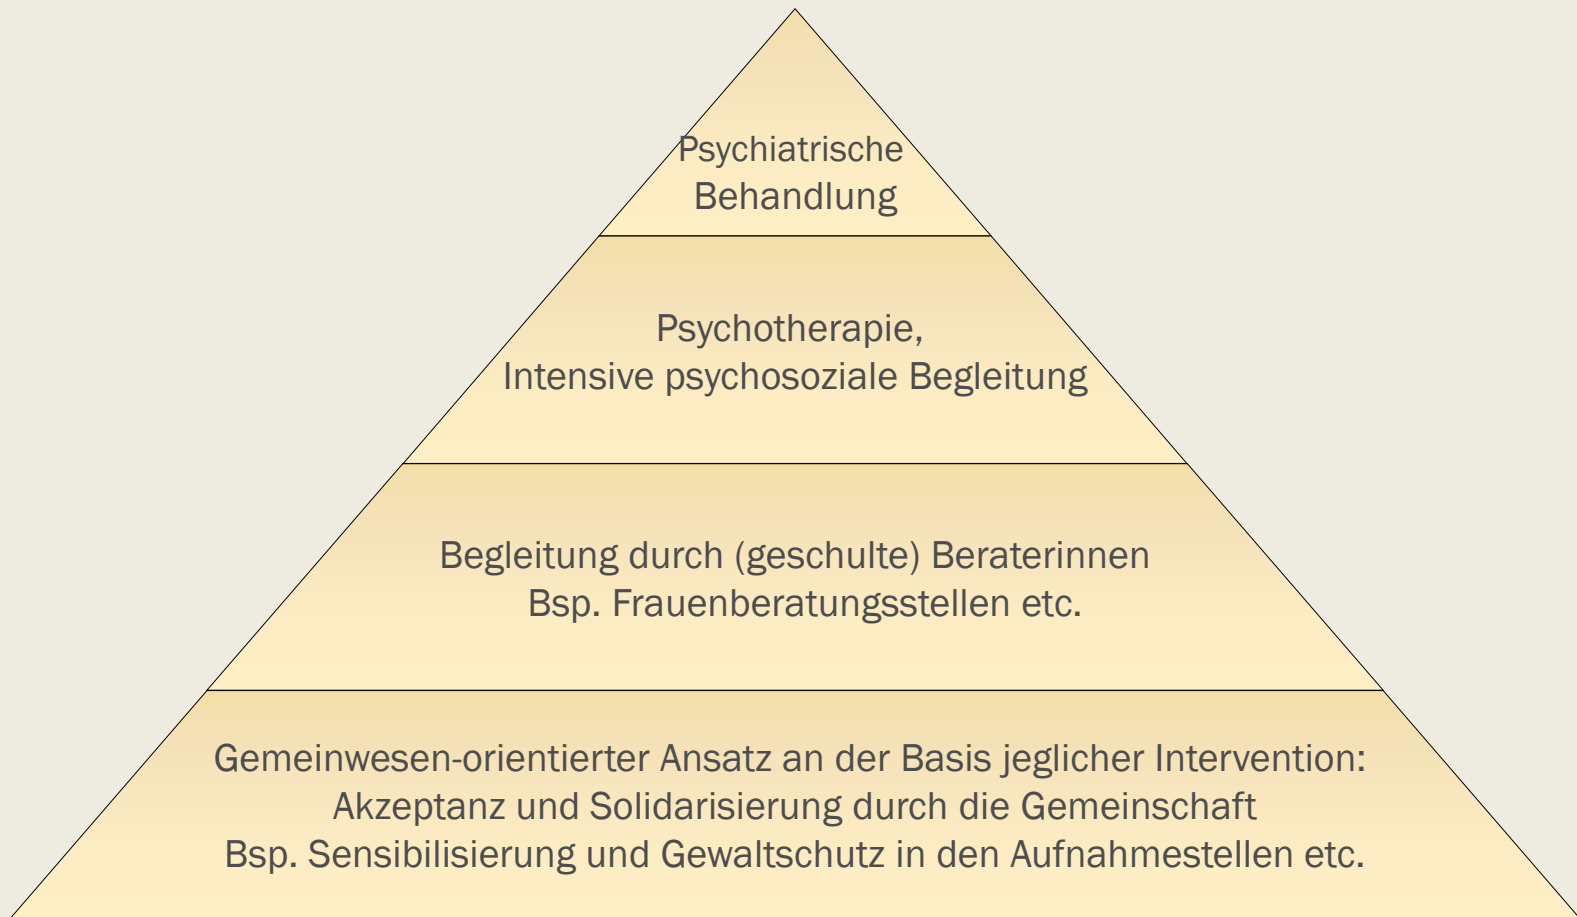 Psychiatrische
Behandlung
Psychotherapie,
Intensive psychosoziale Begleitung
Begleitung durch (geschulte) Beraterinnen
Bsp. Frauenberatungsstellen etc.
Gemeinwesen-orientierter Ansatz an der Basis jeglicher Intervention:
Akzeptanz und Solidarisierung durch die Gemeinschaft
Bsp. Sensibilisierung und Gewaltschutz in den Aufnahmestellen etc.